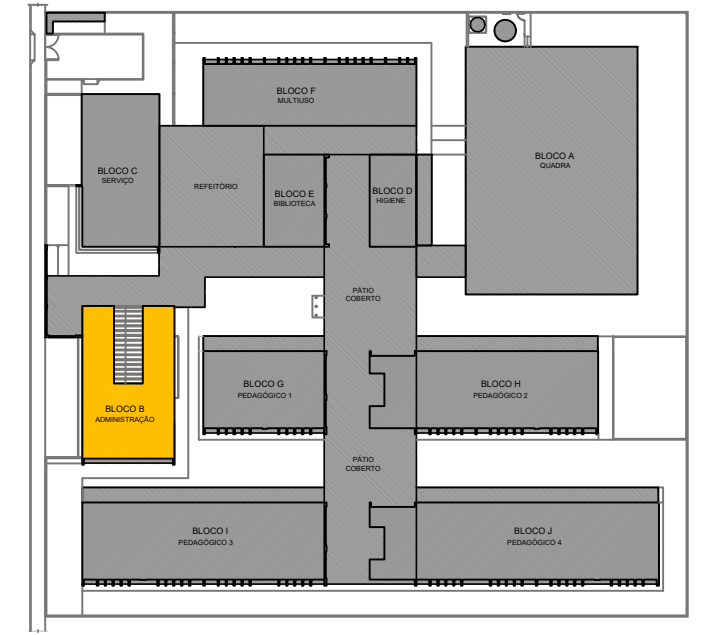 BLOCO F
MULTIUSO
BLOCO A
QUADRA
BLOCO C
SERVIÇO
REFEITÓRIO
BLOCO E
BIBLIOTECA
BLOCO D
HIGIENE
PÁTIO
COBERTO
BLOCO B
ADMINISTRAÇÃO
BLOCO G
PEDAGÓGICO 1
BLOCO H
PEDAGÓGICO 2
PÁTIO
COBERTO
BLOCO I
PEDAGÓGICO 3
BLOCO J
PEDAGÓGICO 4